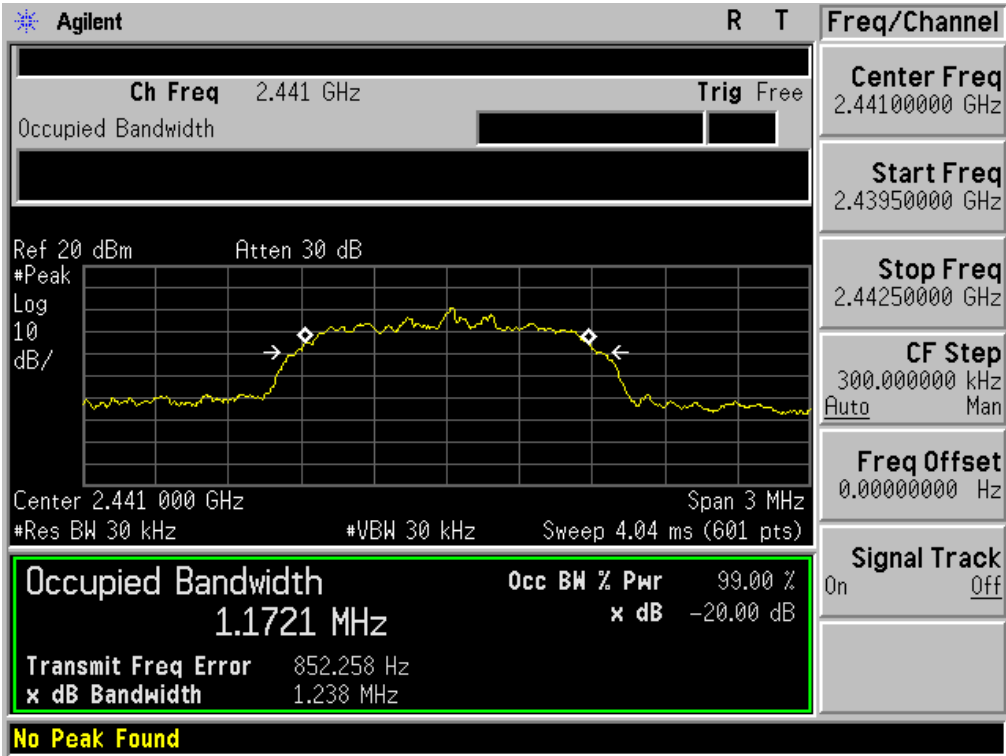 Agilent R T Freq/Channel
Ch Freq 2.441 GHz Trig Free
Occupied Bandwidth
Center Freq
2.44100000 GHz
Start Freq
2.43950000 GHz
Stop Freq
2.44250000 GHz
CF Step
300.000000 kHz
Auto Man
Freq Offset
0.00000000 Hz
Signal Track
On Off
Ref 20 dBm Atten 30 dB
#Peak
Log
10
dB/
Center 2.441 000 GHz Span 3 MHz
#Res BW 30 kHz #VBW 30 kHz Sweep 4.04 ms (601 pts)
Occupied Bandwidth Occ BW % Pwr 99.00 %
1.1721 MHz x dB -20.00 dB
Transmit Freq Error 852.258 Hz
x dB Bandwidth 1.238 MHz
No Peak Found